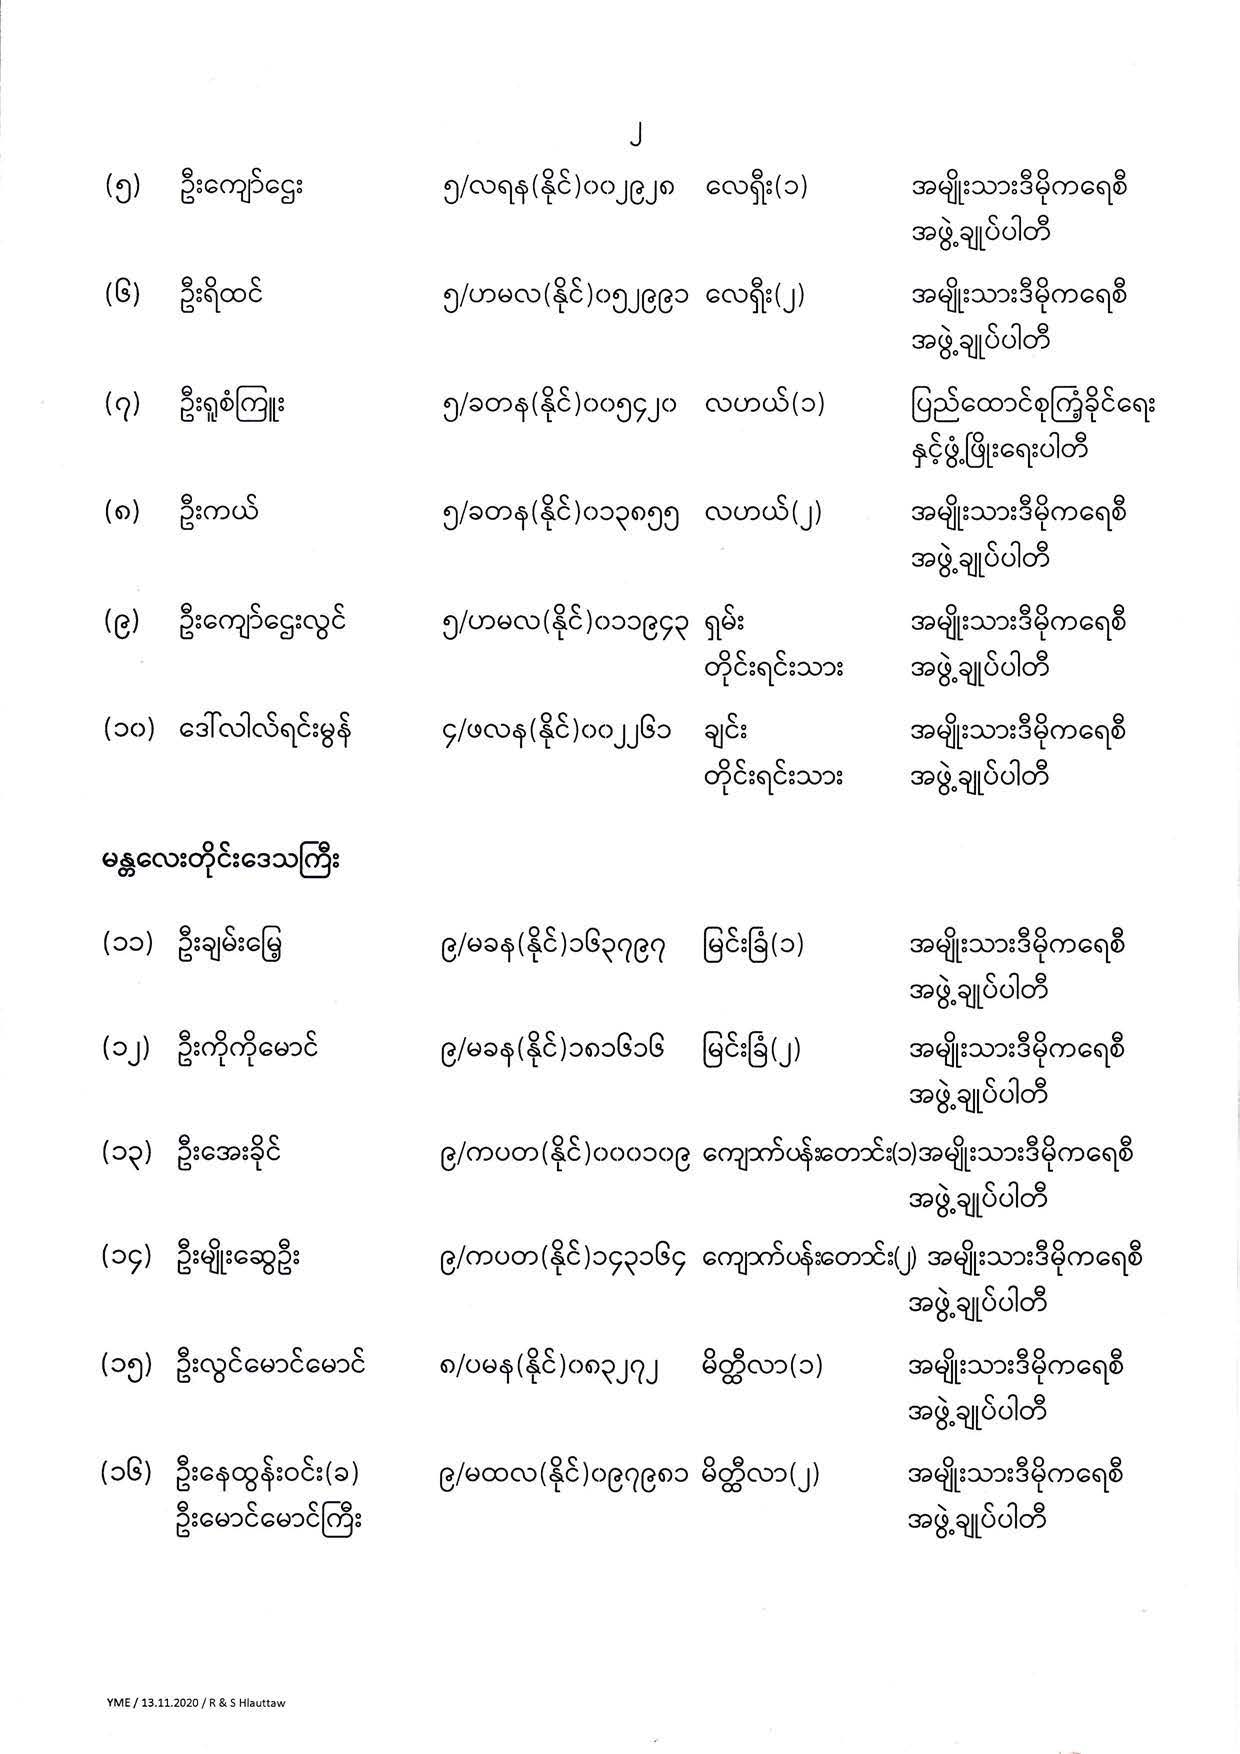 ၂
(၅) ဦးကျော်ဌေး ၅/လရန(နိုင်)၀၀၂၉၂၈ လေရှီး(၁) အမျိုးသားဒီမိုကရေစီ
အဖွဲ့ချုပ်ပါတီ
(၆) ဦးရိထင် ၅/ဟမလ(နိုင်)၀၅၂၉၉၁ လေရှီး(၂) အမျိုးသားဒီမိုကရေစီ
အဖွဲ့ချုပ်ပါတီ
(၇) ဦးရူစံကြူး ၅/ခတန(နိုင်)၀၀၅၄၂၀ လဟယ်(၁) ပြည်ထောင်စုကြံ့ခိုင်ရေး
နှင့်ဖွံ့ဖြိုးရေးပါတီ
(၈) ဦးကယ် ၅/ခတန(နိုင်)၀၁၃၈၅၅ လဟယ်(၂) အမျိုးသားဒီမိုကရေစီ
အဖွဲ့ချုပ်ပါတီ
(၉) ဦးကျော်ဌေးလွင် ၅/ဟမလ(နိုင်)၀၁၁၉၄၃ ရှမ်း အမျိုးသားဒီမိုကရေစီ
တိုင်းရင်းသား အဖွဲ့ချုပ်ပါတီ
(၁၀) ဒေါ်လါလ်ရင်းမွန် ၄/ဖလန(နိုင်)၀၀၂၂၆၁ ချင်း အမျိုးသားဒီမိုကရေစီ
တိုင်းရင်းသား အဖွဲ့ချုပ်ပါတီ
မန္တလေးတိုင်းဒေသကြီး
(၁၁) ဦးချမ်းမြေ့ ၉/မခန(နိုင်)၁၆၃၇၉၇ မြင်းခြံ(၁) အမျိုးသားဒီမိုကရေစီ
အဖွဲ့ချုပ်ပါတီ
(၁၂) ဦးကိုကိုမောင် ၉/မခန(နိုင်)၁၈၁၆၁၆ မြင်းခြံ(၂) အမျိုးသားဒီမိုကရေစီ
အဖွဲ့ချုပ်ပါတီ
(၁၃) ဦးအေးခိုင် ၉/ကပတ(နိုင်)၀၀၀၁၀၉ ကျောက်ပန်းတောင်း(၁) အမျိုးသားဒီမိုကရေစီ
အဖွဲ့ချုပ်ပါတီ
(၁၄) ဦးမျိုးဆွေဦး ၉/ကပတ(နိုင်)၁၄၃၁၆၄ ကျောက်ပန်းတောင်း(၂) အမျိုးသားဒီမိုကရေစီ
အဖွဲ့ချုပ်ပါတီ
(၁၅) ဦးလွင်မောင်မောင် ၈/ပမန(နိုင်)၀၈၃၂၇၂ မိတ္ထီလာ(၁) အမျိုးသားဒီမိုကရေစီ
အဖွဲ့ချုပ်ပါတီ
(၁၆) ဦးနေထွန်းဝင်း(ခ) ၉/မထလ(နိုင်)၀၉၇၉၈၁ မိတ္ထီလာ(၂) အမျိုးသားဒီမိုကရေစီ
ဦးမောင်မောင်ကြီး အဖွဲ့ချုပ်ပါတီ
YME / 13.11.2020 / R & S Hlauttaw